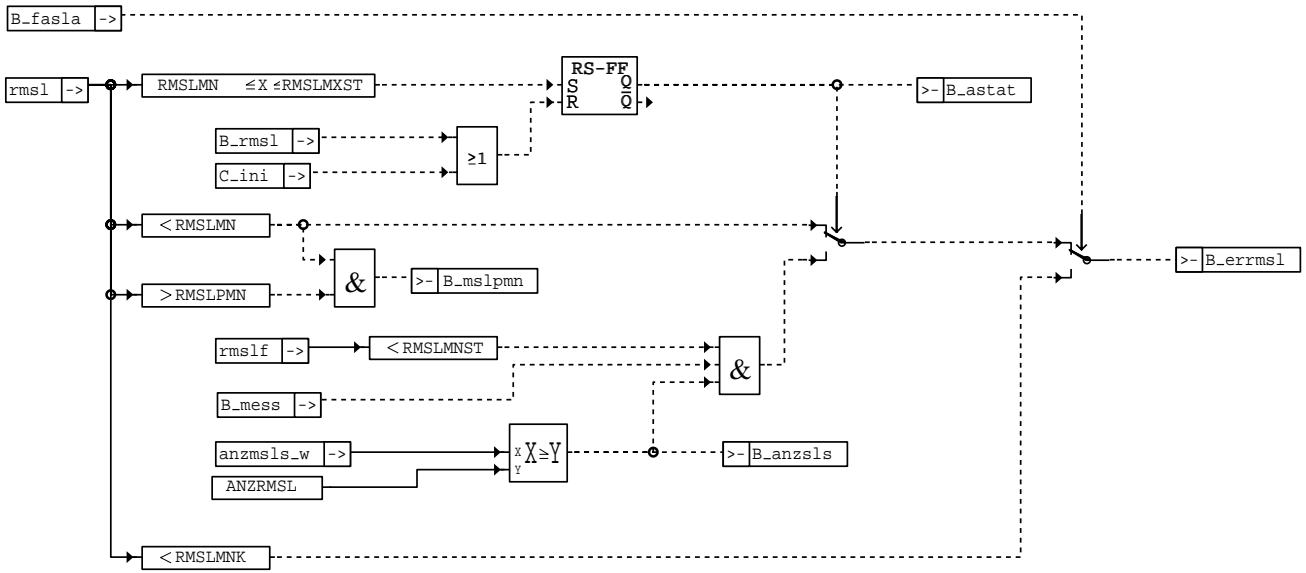 B_fasla ->
rmsl ->
RMSLMN ≤X ≤RMSLMXST
RS-FF
S Q
R Q̅
>- B_astat
B_rmsl ->
≥1
C_ini ->
<RMSLMN
&
>- B_mslpmn
>RMSLPMN
>- B_errmsl
rmslf ->
<RMSLMNST
&
B_mess ->
anzmsls_w ->
X X≥Y
Y
>- B_anzsls
ANZRMSL
<RMSLMNK